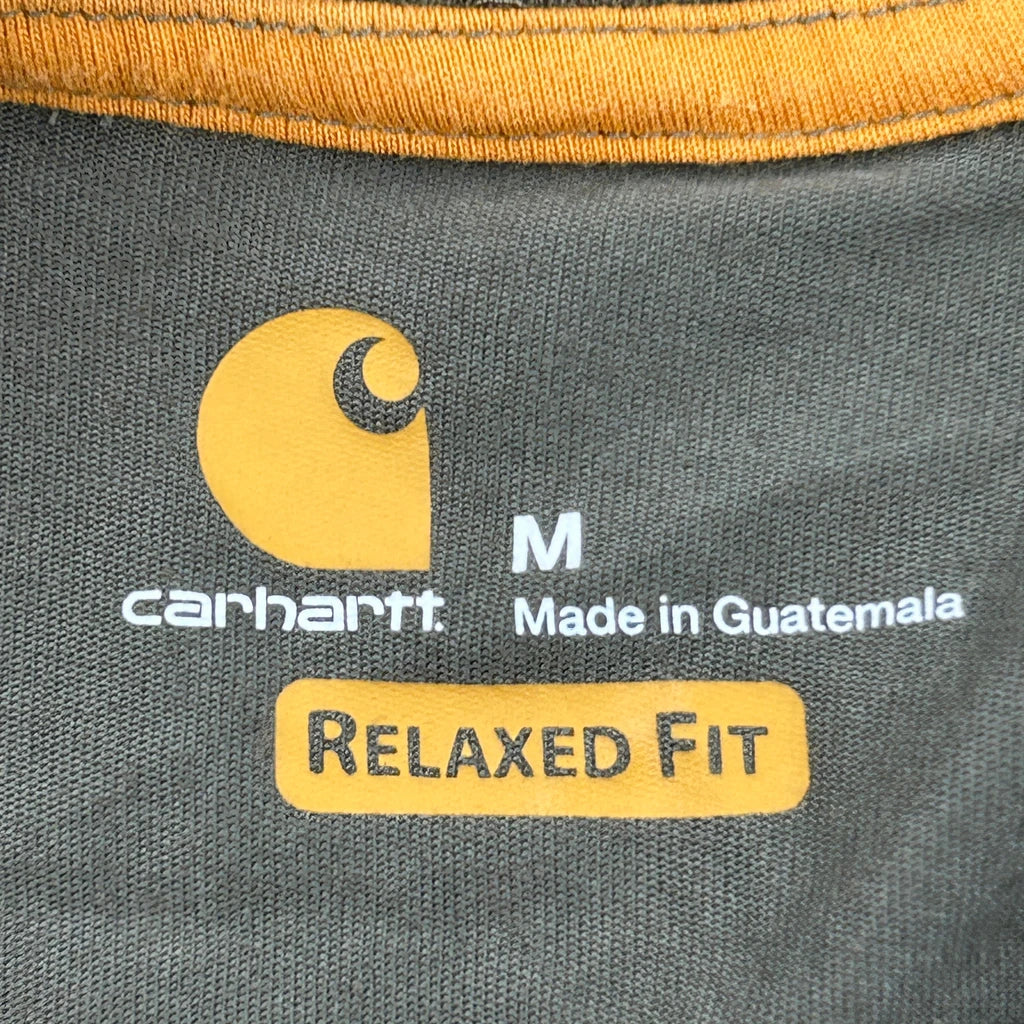 M
carhartt.
Made in Guatemala
RELAXED FIT